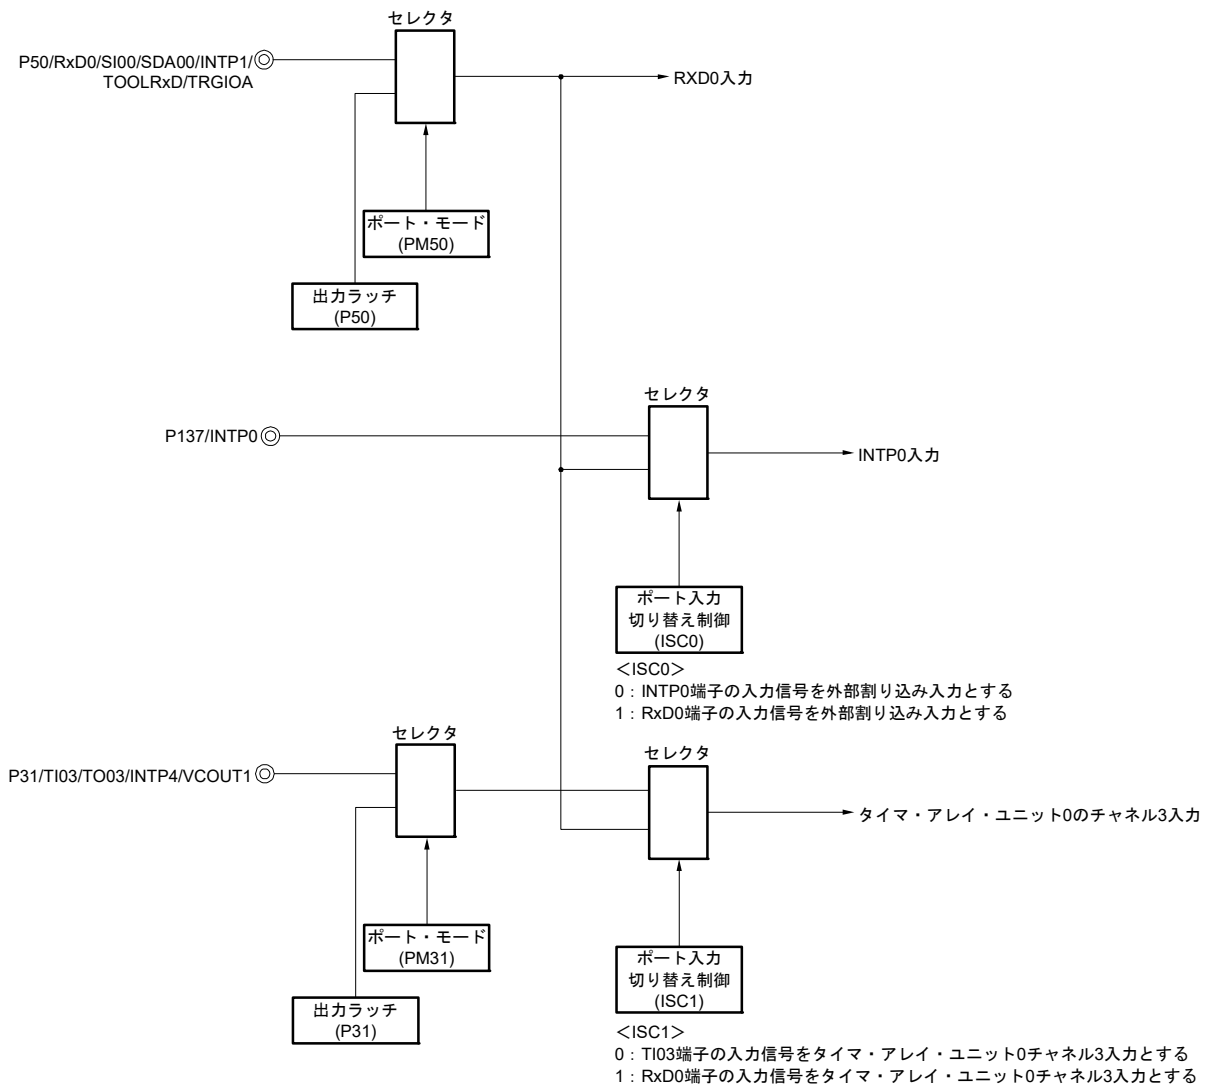 セレクタ
P50/RxD0/SI00/SDA00/INTP1/
TOOLRxD/TRGIOA
RXD0入力
ポート・モード
(PM50)
出力ラッチ
(P50)
セレクタ
P137/INTP0
INTP0入力
ポート入力
切り替え制御
(ISC0)
＜ISC0＞
0：INTP0端子の入力信号を外部割り込み入力とする
1：RxD0端子の入力信号を外部割り込み入力とする
セレクタ
セレクタ
P31/TI03/TO03/INTP4/VCOUT1
タイマ・アレイ・ユニット0のチャネル3入力
ポート・モード
(PM31)
出力ラッチ
(P31)
ポート入力
切り替え制御
(ISC1)
＜ISC1＞
0：TI03端子の入力信号をタイマ・アレイ・ユニット0チャネル3入力とする
1：RxD0端子の入力信号をタイマ・アレイ・ユニット0チャネル3入力とする